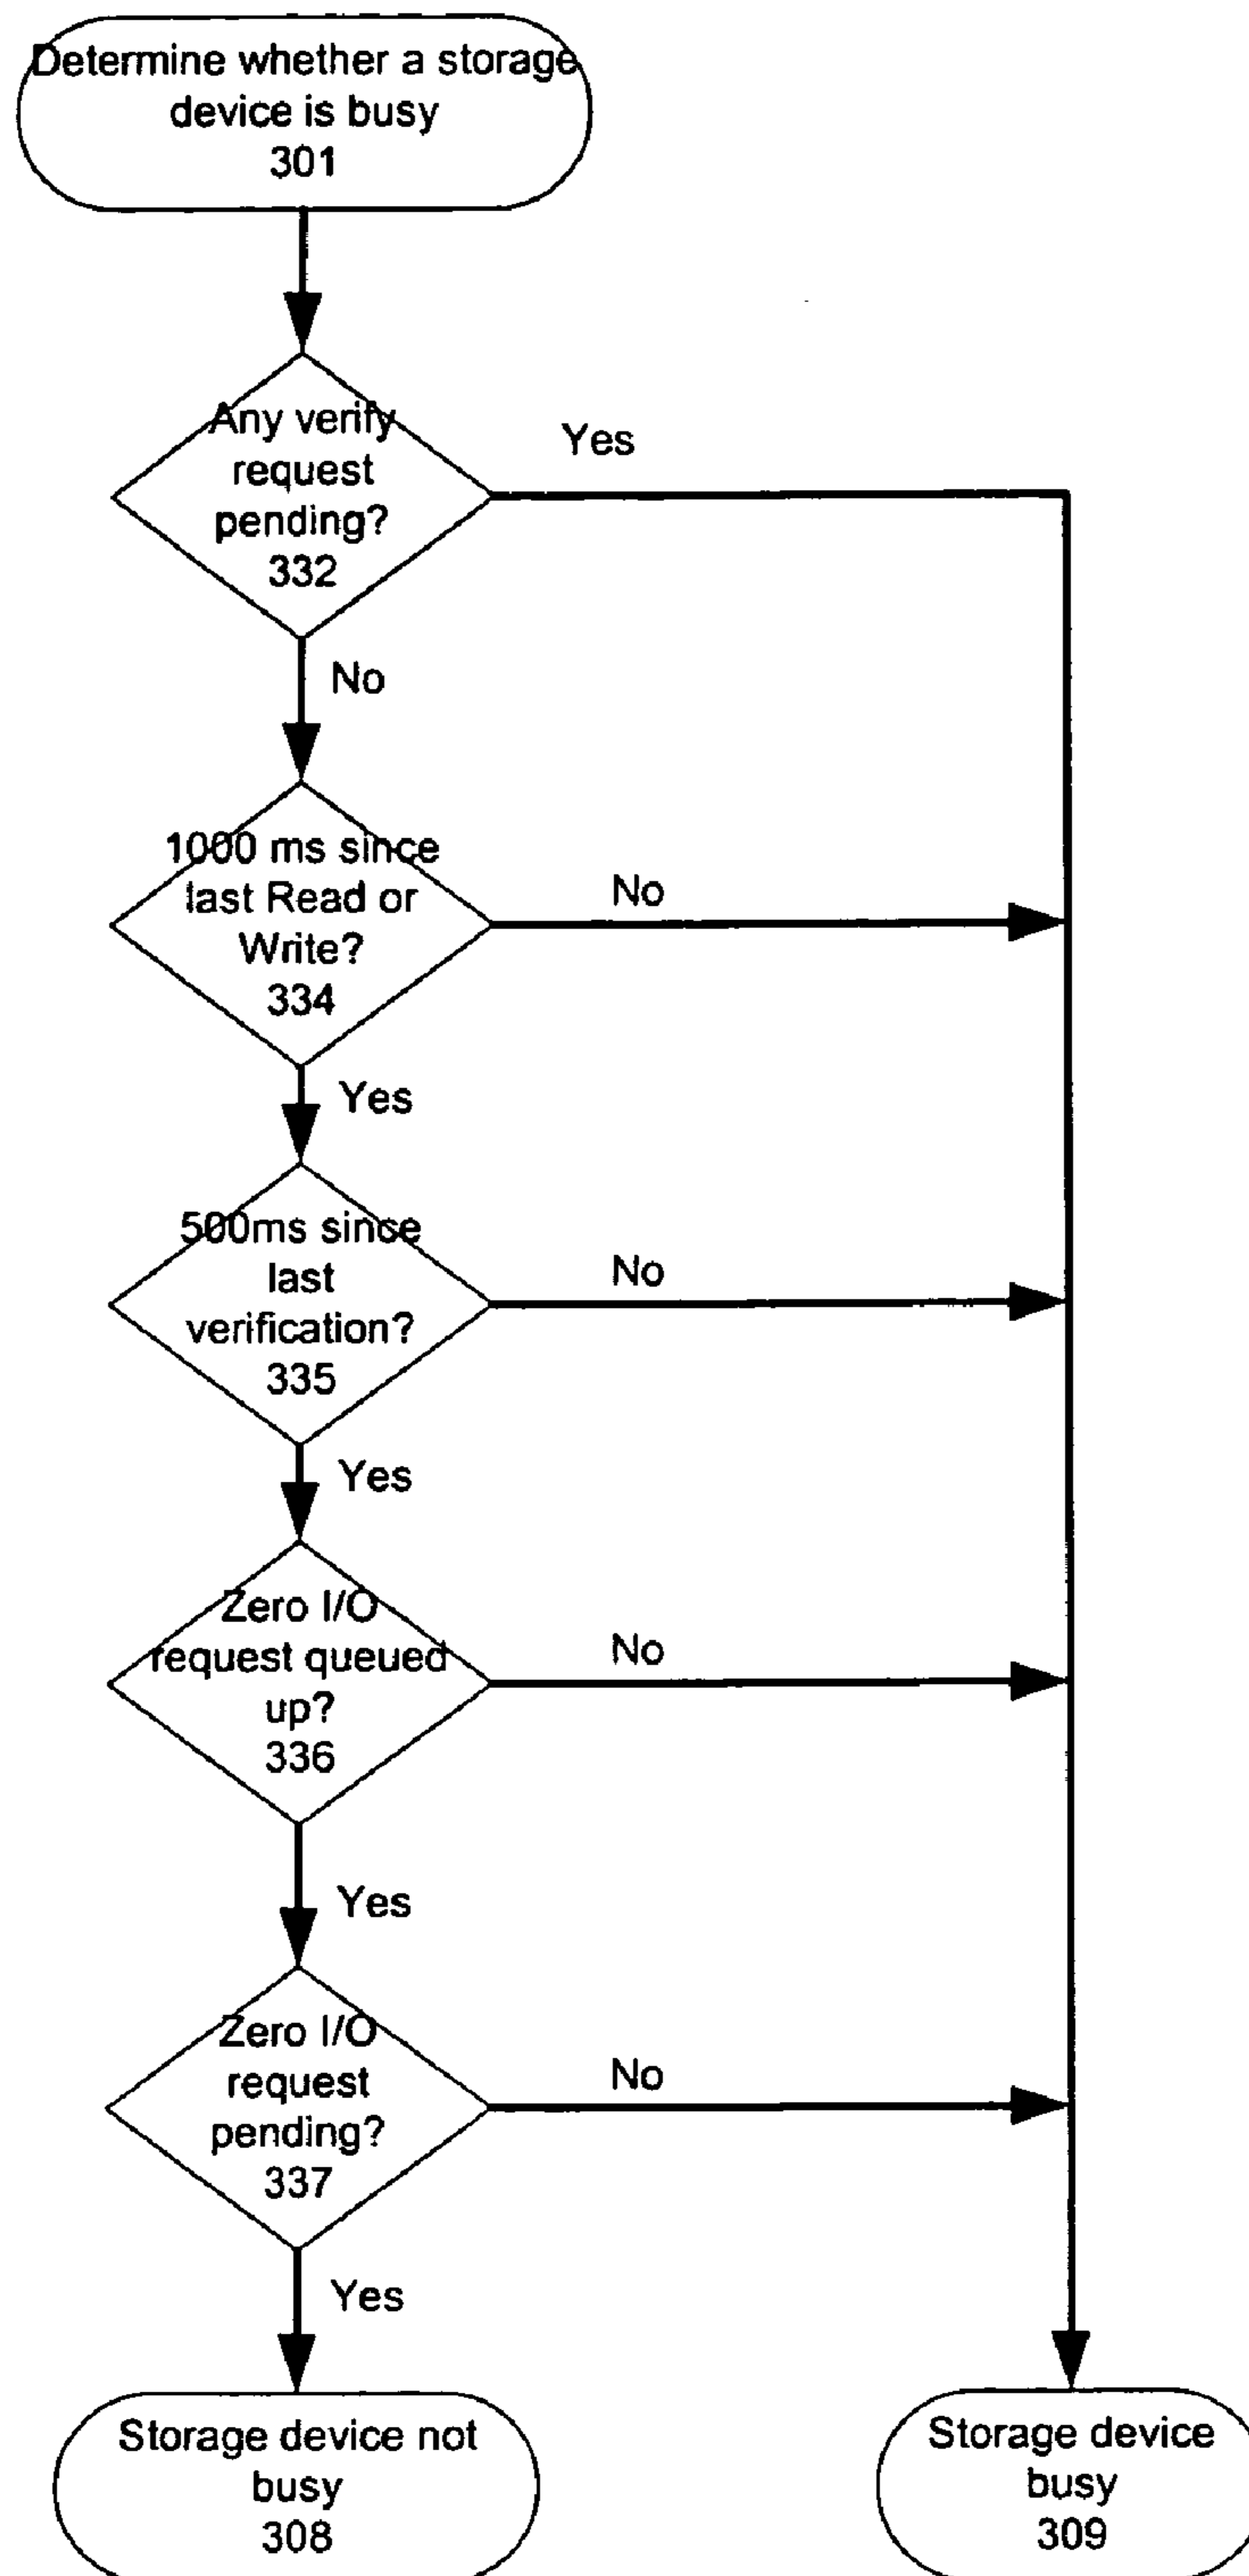 Determine whether a storage
device is busy
301
Any verify
request
pending?
332
Yes
No
1000 ms since
last Read or
Write?
334
No
Yes
500ms since
last
verification?
335
No
Yes
Zero I/O
request queued
up?
336
No
Yes
Zero I/O
request
pending?
337
No
Yes
Storage device not
busy
308
Storage device
busy
309